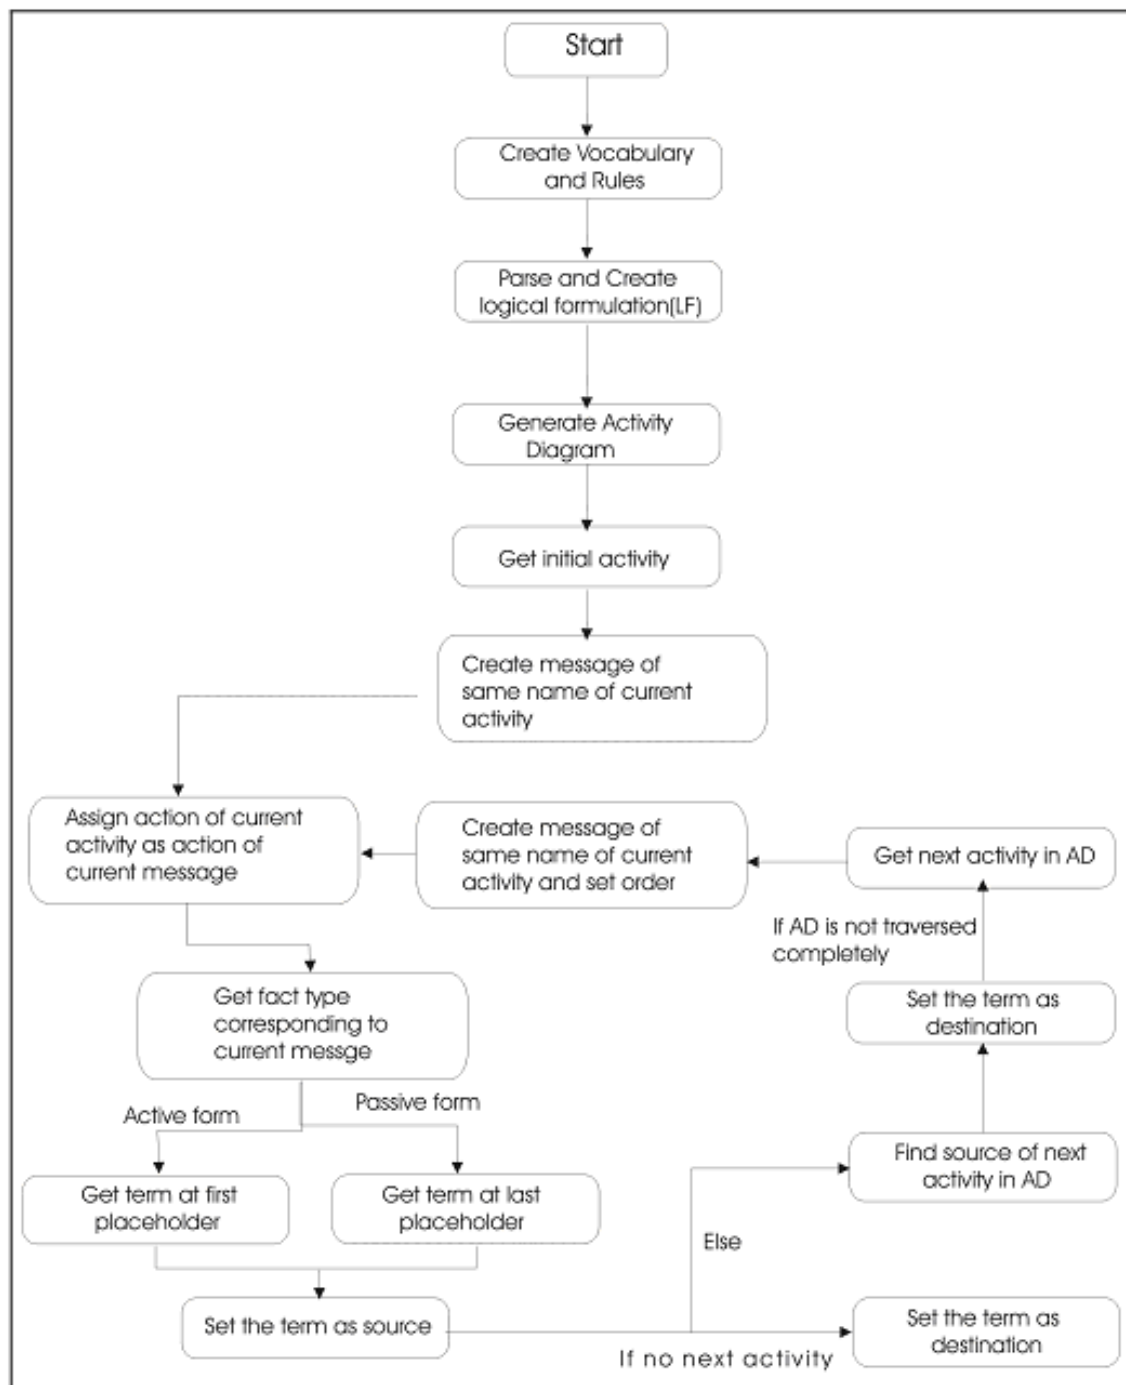 Start
Create Vocabulary
and Rules
Parse and Create
logical formulation(LF)
Generate Activity
Diagram
Get initial activity
Create message of
same name of current
activity
Assign action of current
activity as action of
current message
Create message of
same name of current
activity and set order
Get next activity in AD
If AD is not traversed
completely
Get fact type
corresponding to
current messge
Set the term as
destination
Active form
Passive form
Get term at first
placeholder
Get term at last
placeholder
Find source of next
activity in AD
Else
Set the term as source
If no next activity
Set the term as
destination